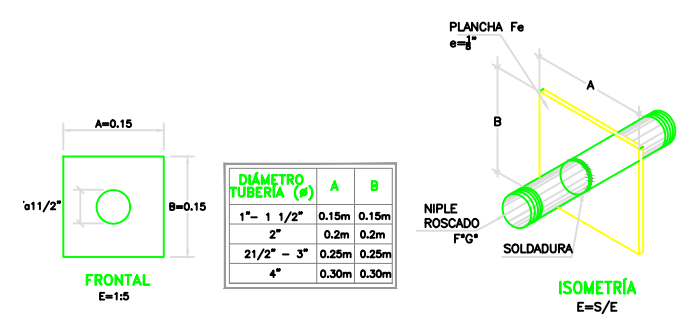 A=0.15
'a11/2"
B=0.15
FRONTAL
E=1:5
DIÁMETRO TUBERÍA (ø) A B
1"- 1 1/2" 0.15m 0.15m
2" 0.2m 0.2m
21/2" - 3" 0.25m 0.25m
4" 0.30m 0.30m
PLANCHA Fe
e=1/8"
A
B
NIPLE
ROSCADO
F°G°
SOLDADURA
ISOMETRÍA
E=S/E